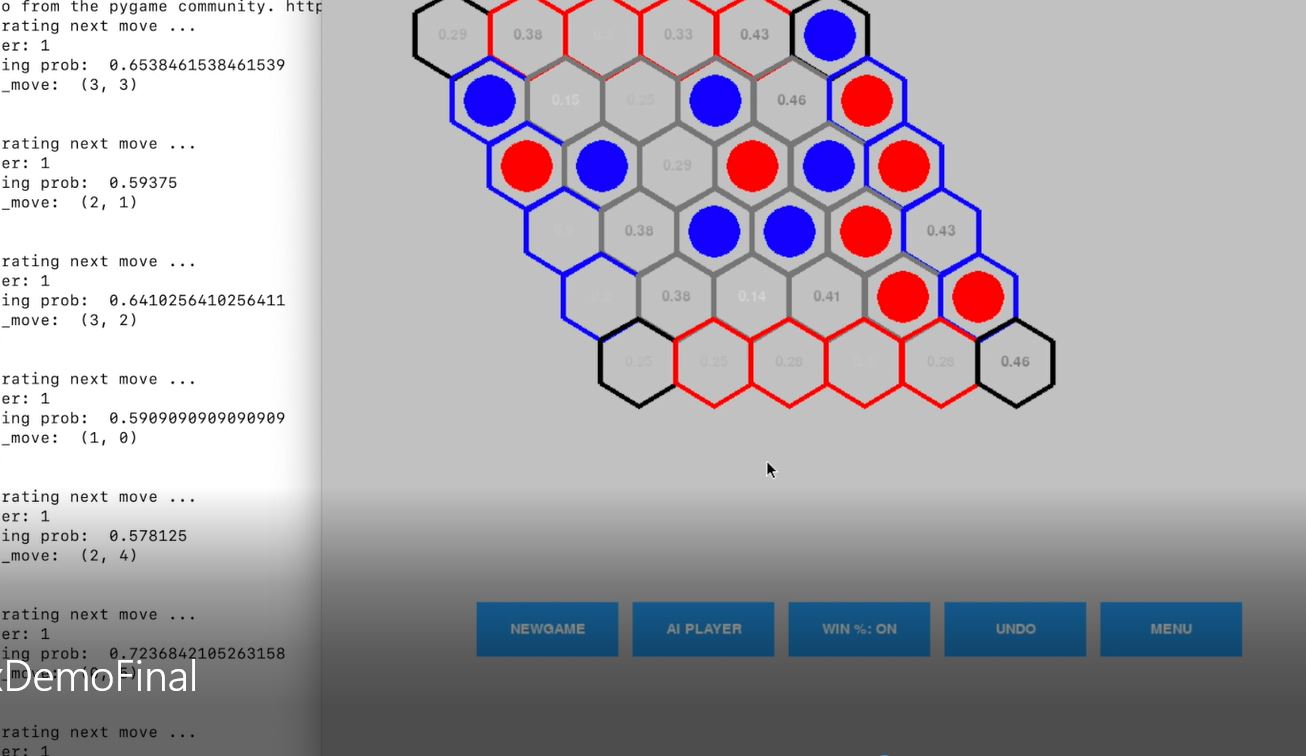 o from the pygame community. http
rating next move ...
er: 1
ing prob:  0.6538461538461539
_move:  (3, 3)
rating next move ...
er: 1
ing prob:  0.59375
_move:  (2, 1)
rating next move ...
er: 1
ing prob:  0.6410256410256411
_move:  (3, 2)
rating next move ...
er: 1
ing prob:  0.5909090909090909
_move:  (1, 0)
rating next move ...
er: 1
ing prob:  0.578125
_move:  (2, 4)
rating next move ...
er: 1
ing prob:  0.7236842105263158
_move:
xDemoFinal
rating next move ...
er: 1
0.29 0.38 0.33 0.43
0.15 0.25 0.46
0.29
0.38 0.43
0.38 0.14 0.41
0.25 0.25 0.28 0.28 0.46
NEWGAME AI PLAYER WIN %: ON UNDO MENU